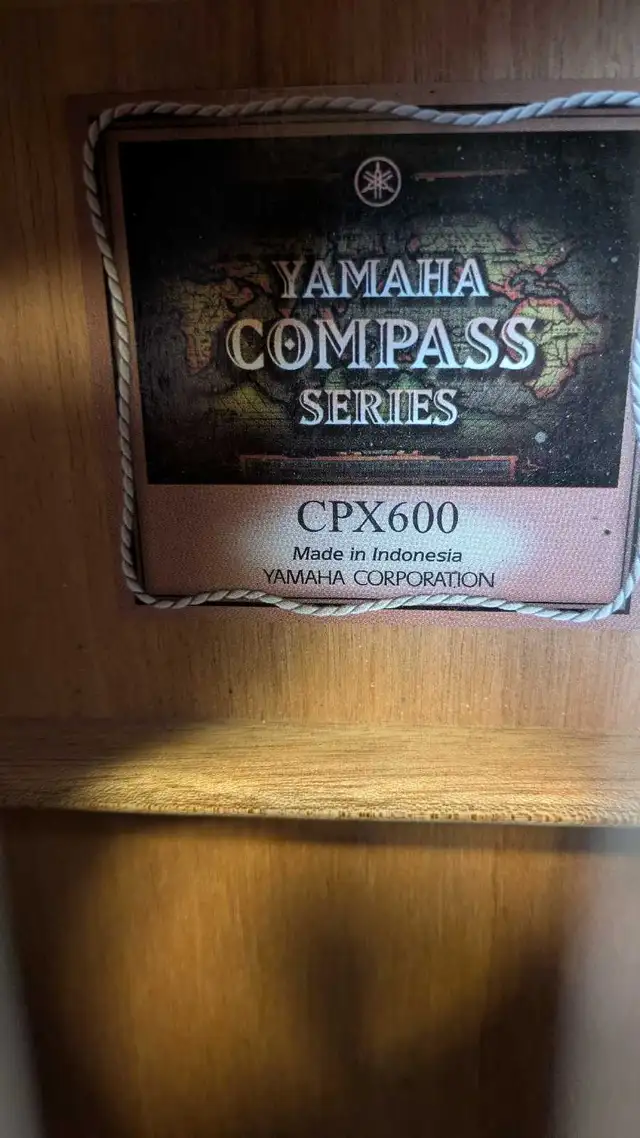 YAMAHA
COMPASS
SERIES
CPX600
Made in Indonesia
YAMAHA CORPORATION